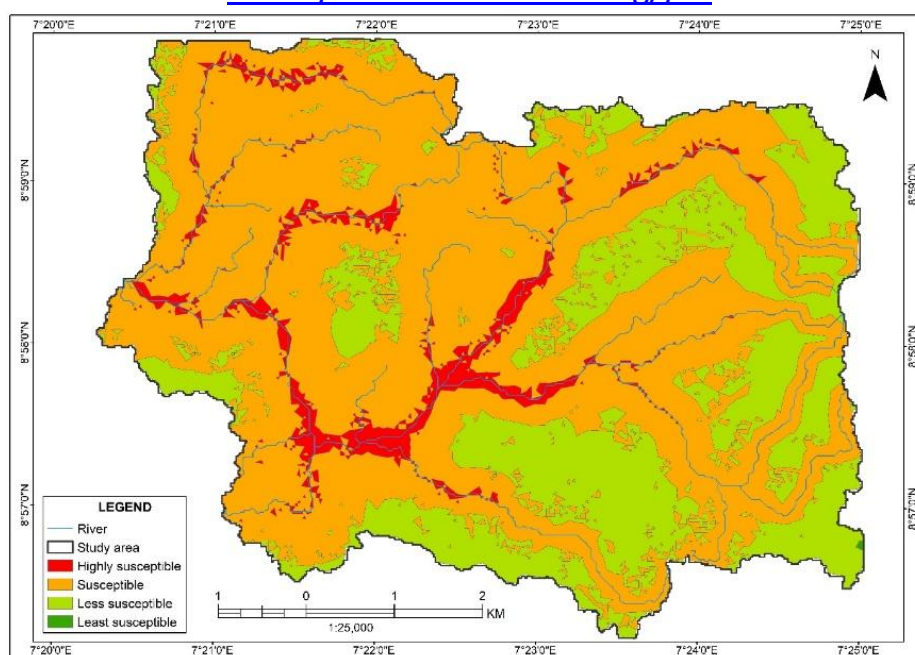 7°20'0"E 7°21'0"E 7°22'0"E 7°23'0"E 7°24'0"E 7°25'0"E
N
8°59'0"N 8°59'0"N
8°58'0"N 8°58'0"N
8°57'0"N 8°57'0"N
LEGEND
River
Study area
Highly susceptible
Susceptible
Less susceptible
Least susceptible
1 0 1 2
KM
1:25,000
7°20'0"E 7°21'0"E 7°22'0"E 7°23'0"E 7°24'0"E 7°25'0"E